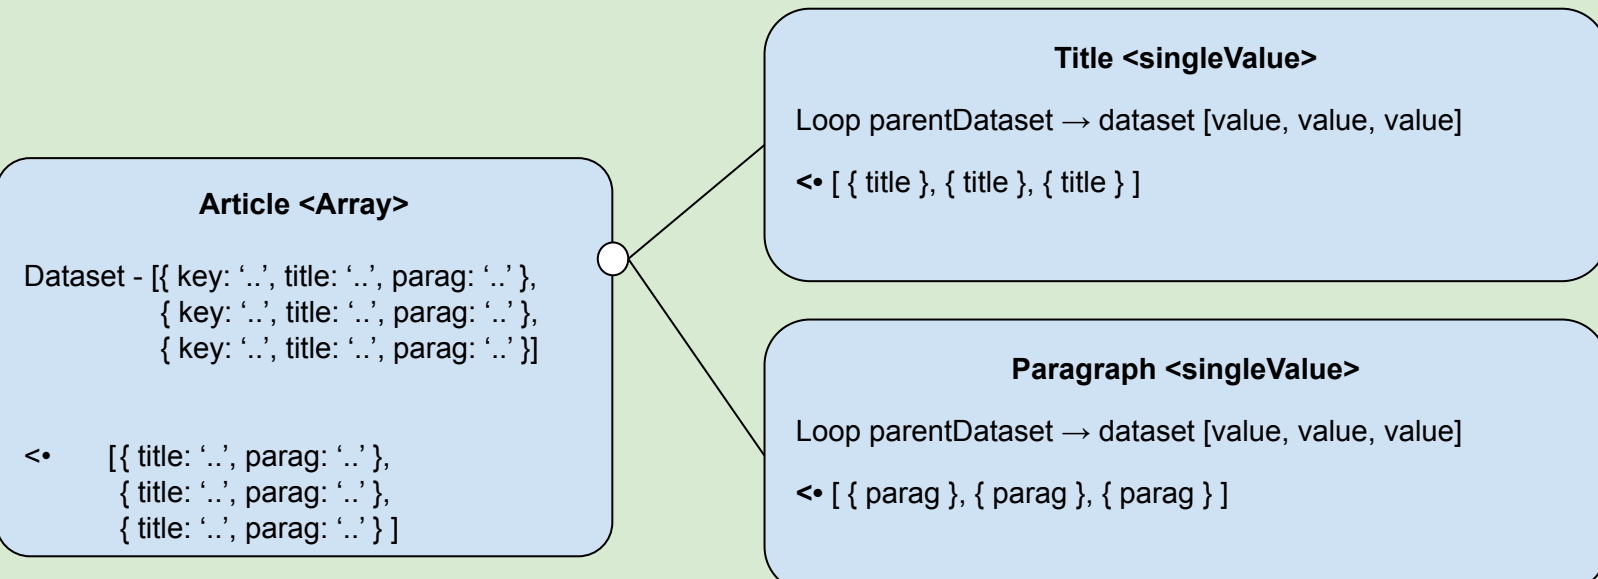 Article <Array>
Dataset - [{ key: ‘..’, title: ‘..’, parag: ‘..’ },
{ key: ‘..’, title: ‘..’, parag: ‘..’ },
{ key: ‘..’, title: ‘..’, parag: ‘..’ }]
<• [{ title: ‘..’, parag: ‘..’ },
{ title: ‘..’, parag: ‘..’ },
{ title: ‘..’, parag: ‘..’ } ]
Title <singleValue>
Loop parentDataset → dataset [value, value, value]
<• [ { title }, { title }, { title } ]
Paragraph <singleValue>
Loop parentDataset → dataset [value, value, value]
<• [ { parag }, { parag }, { parag } ]